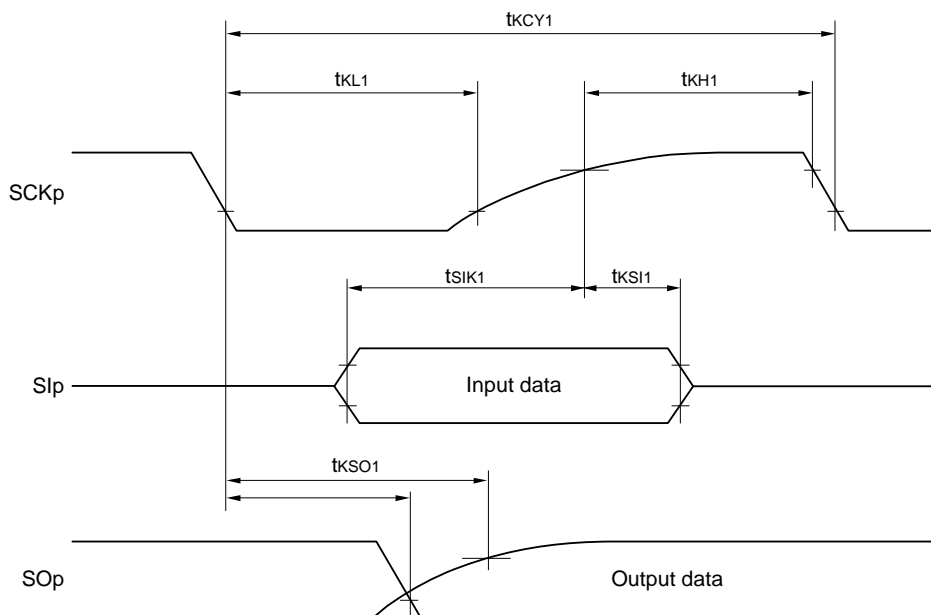 tKCY1
tKL1
tKH1
SCKp
tSIK1
tKSI1
SIp
Input data
tKSO1
SOp
Output data